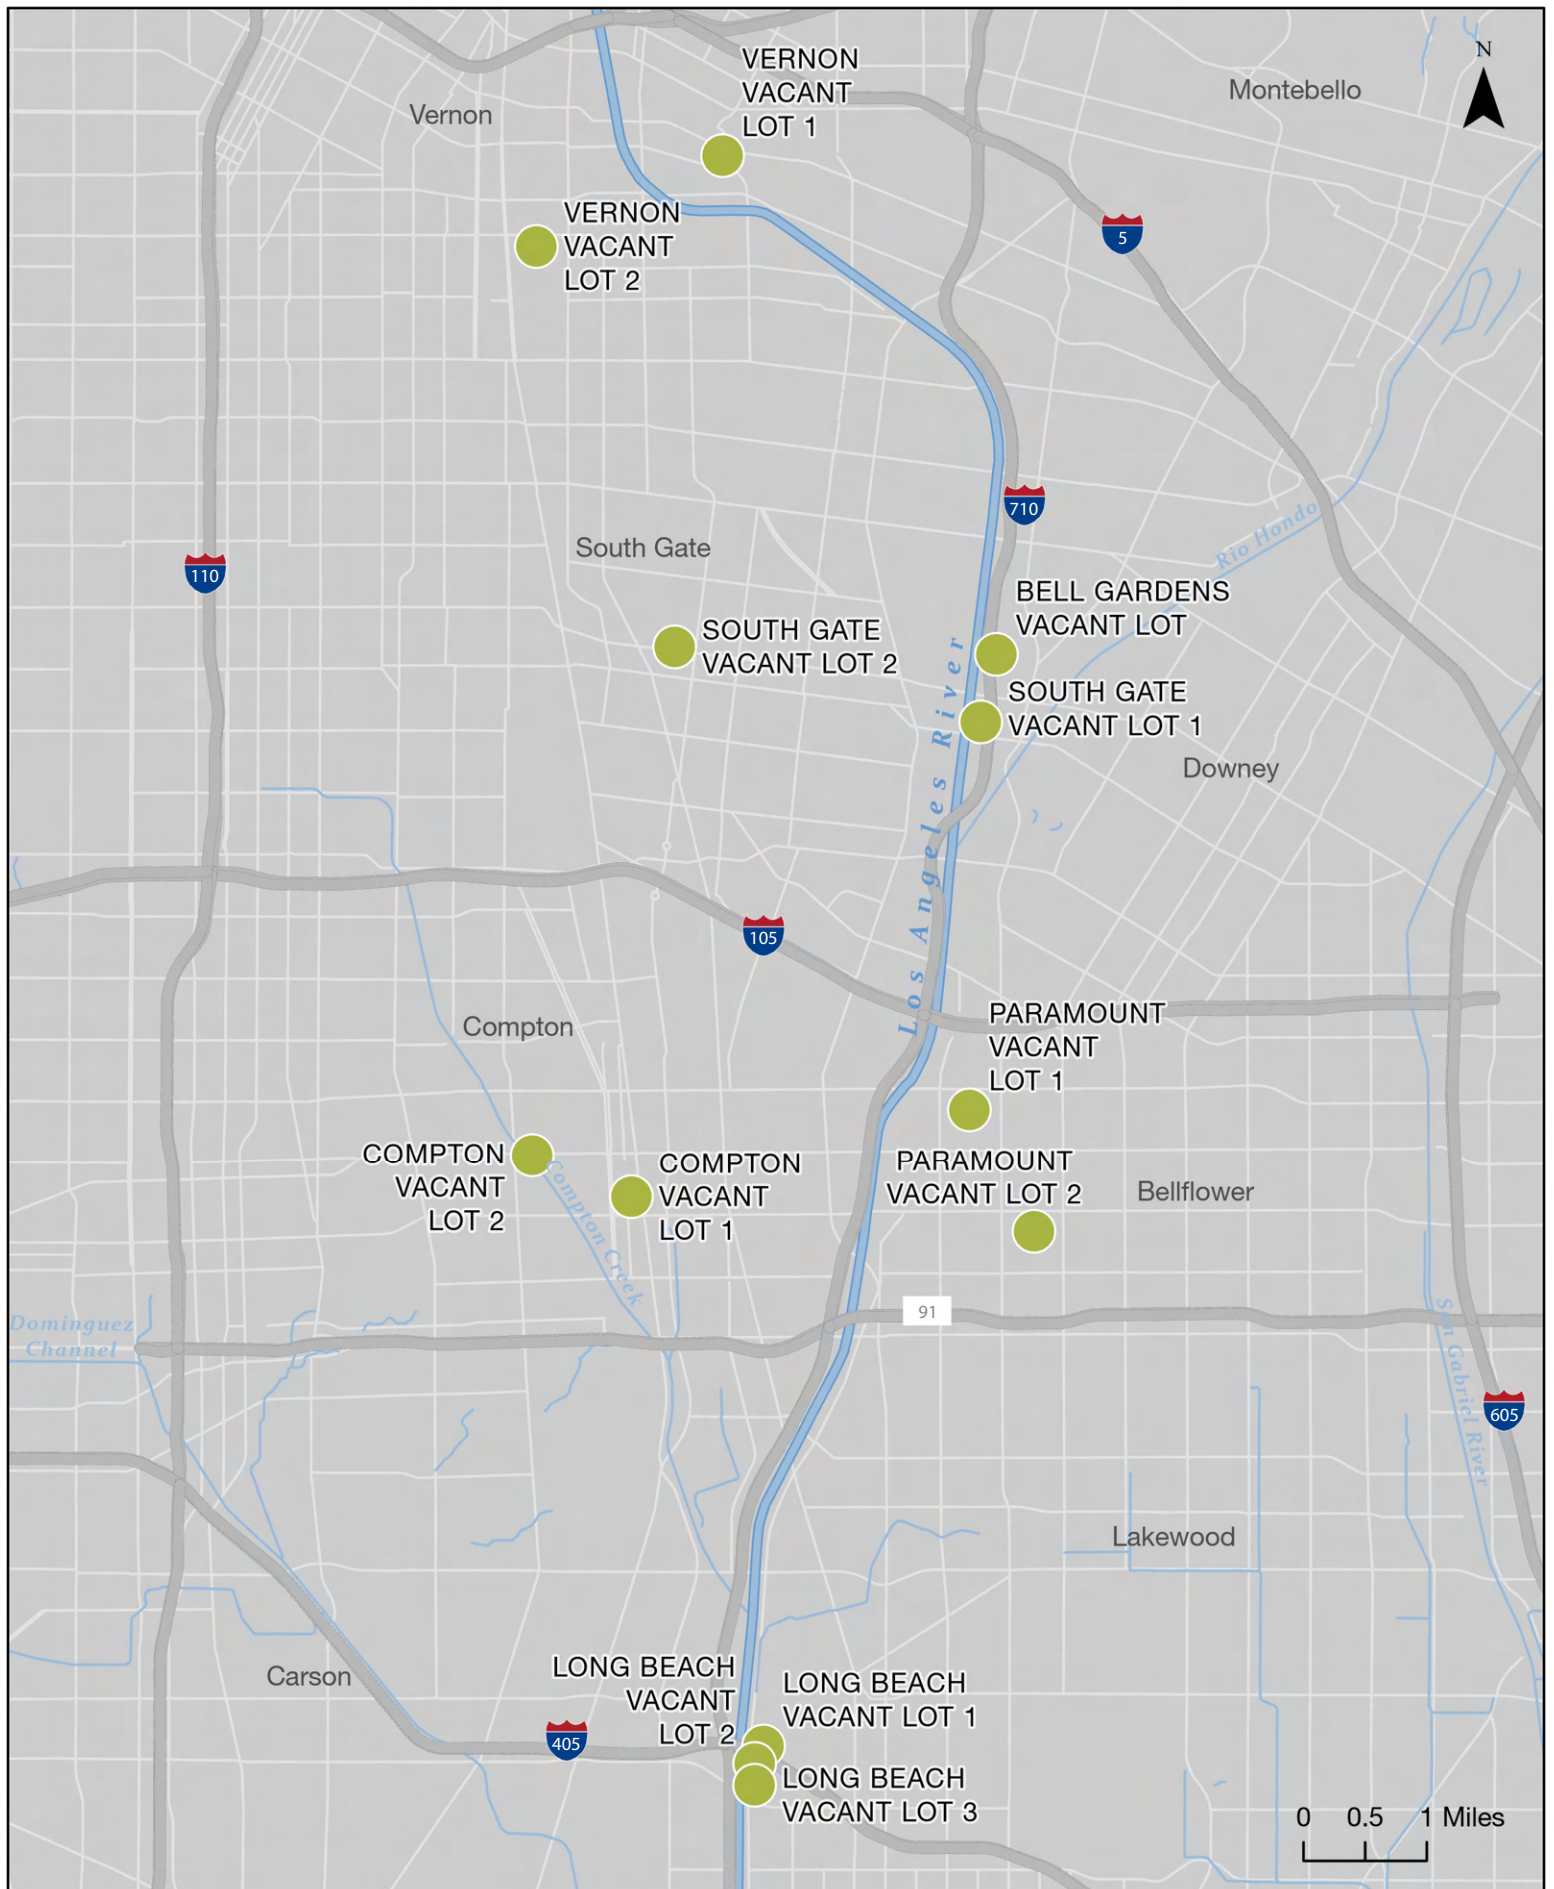 N
VERNON
VACANT
LOT 1
Montebello
Vernon
VERNON
VACANT
LOT 2
5
710
South Gate
Rio Hondo
110
BELL GARDENS
VACANT LOT
SOUTH GATE
VACANT LOT 2
SOUTH GATE
VACANT LOT 1
Los Angeles River
Downey
105
PARAMOUNT
VACANT
LOT 1
Compton
COMPTON
VACANT
LOT 2
COMPTON
VACANT
LOT 1
PARAMOUNT
VACANT LOT 2
Bellflower
Compton Creek
91
Dominguez
Channel
San Gabriel River
605
Lakewood
Carson
LONG BEACH
VACANT
LOT 2
LONG BEACH
VACANT LOT 1
405
LONG BEACH
VACANT LOT 3
0 0.5 1 Miles